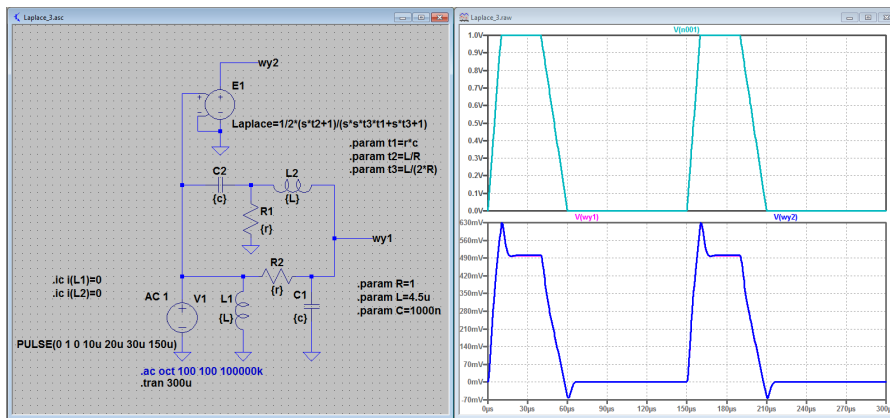 Laplace_3.asc
wy2
E1
Laplace=1/2*(s*t2+1)/(s*s*t3*t1+s*t3+1)
.param t1=r*c
.param t2=L/R
.param t3=L/(2*R)
C2
{c}
L2
{L}
R1
{r}
wy1
R2
{r}
.ic i(L1)=0
.ic i(L2)=0
AC 1
V1
L1
{L}
C1
{c}
.param R=1
.param L=4.5u
.param C=1000n
PULSE(0 1 0 10u 20u 30u 150u)
.ac oct 100 100 100000k
.tran 300u
Laplace_3.raw
V(n001)
1.0V
0.9V
0.8V
0.7V
0.6V
0.5V
0.4V
0.3V
0.2V
0.1V
0.0V
V(wy1) V(wy2)
630mV
560mV
490mV
420mV
350mV
280mV
210mV
140mV
70mV
0mV
-70mV
0µs 30µs 60µs 90µs 120µs 150µs 180µs 210µs 240µs 270µs 300µs